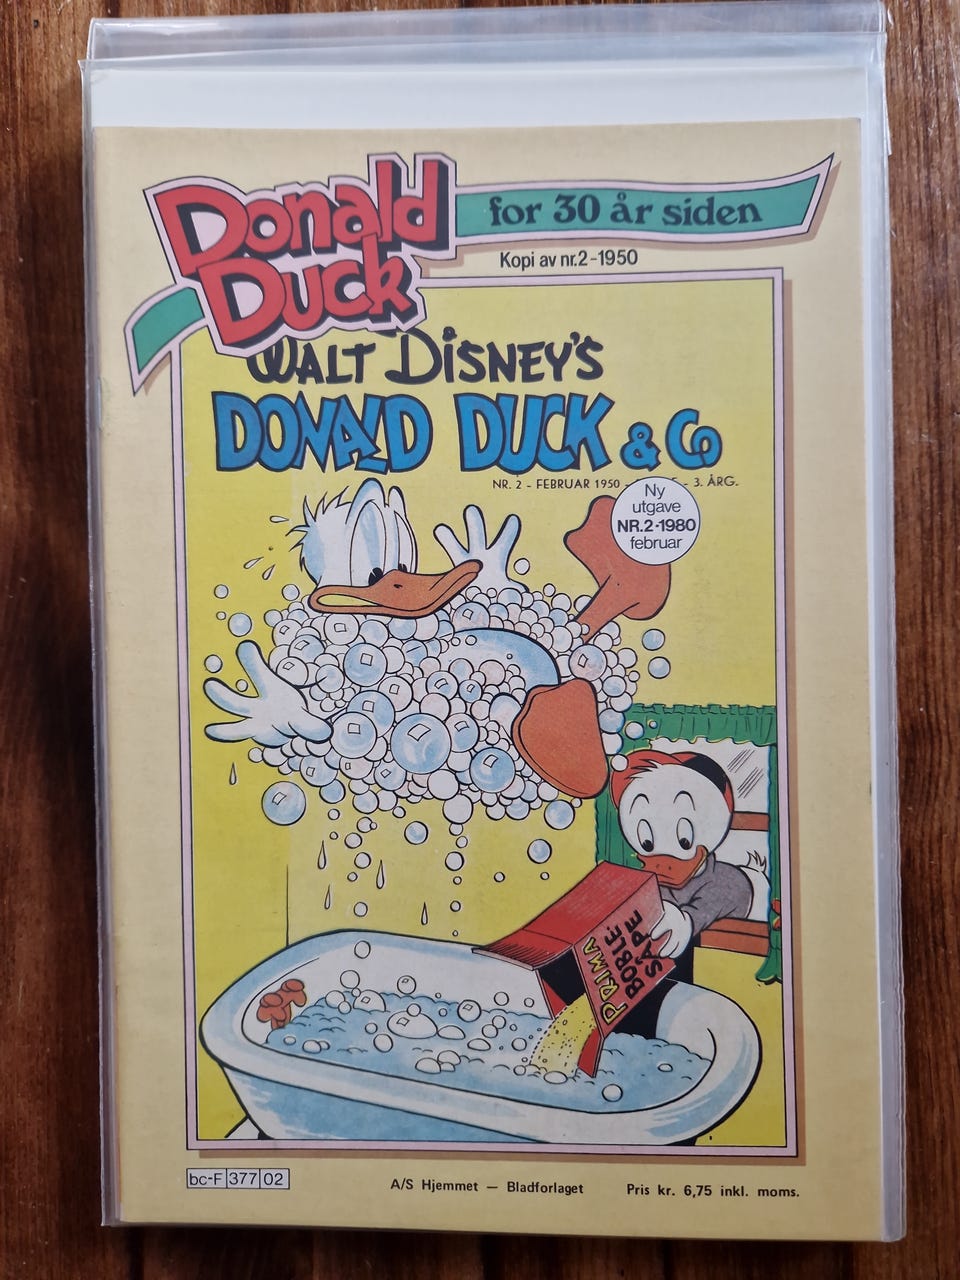 Donald
Duck
for 30 år siden
Kopi av nr.2-1950
WALT DISNEY'S
DONALD DUCK & Co
NR. 2 - FEBRUAR 1950 - 3. ÅRG.
Ny
utgave
NR.2-1980
februar
PRIMA
BOBLE-
SÅPE
bc-F 377 02
A/S Hjemmet — Bladforlaget
Pris kr. 6,75 inkl. moms.